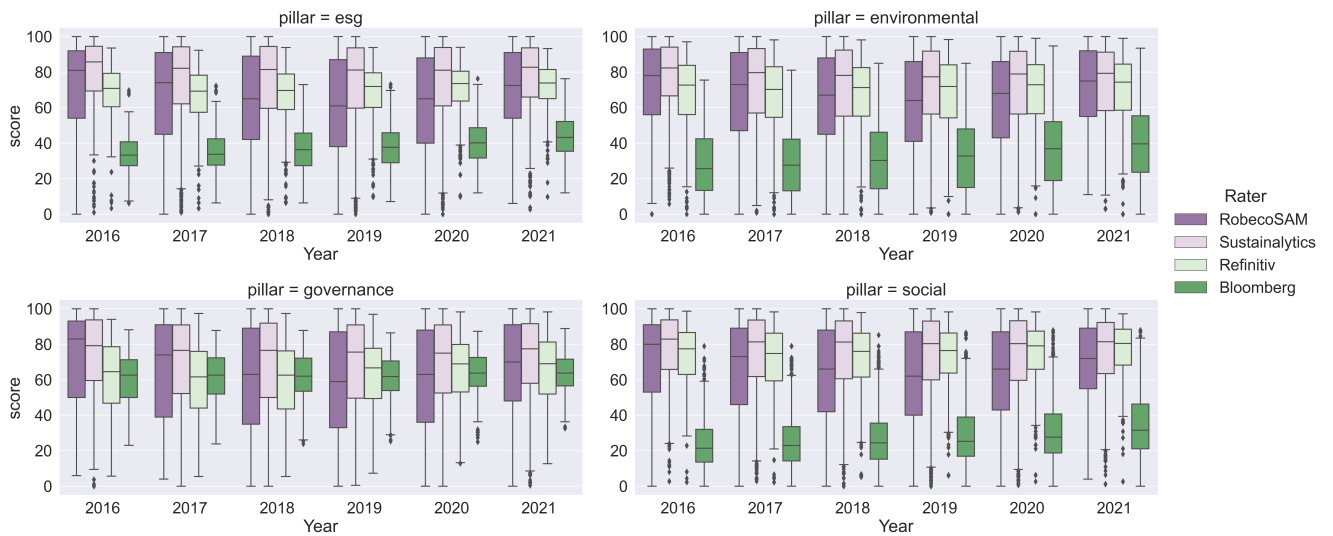 pillar = esg
pillar = environmental
score
100
80
60
40
20
0
2016 2017 2018 2019 2020 2021
Year
100
80
60
40
20
0
2016 2017 2018 2019 2020 2021
Year
Rater
RobecoSAM
Sustainalytics
Refinitiv
Bloomberg
pillar = governance
pillar = social
score
100
80
60
40
20
0
2016 2017 2018 2019 2020 2021
Year
100
80
60
40
20
0
2016 2017 2018 2019 2020 2021
Year